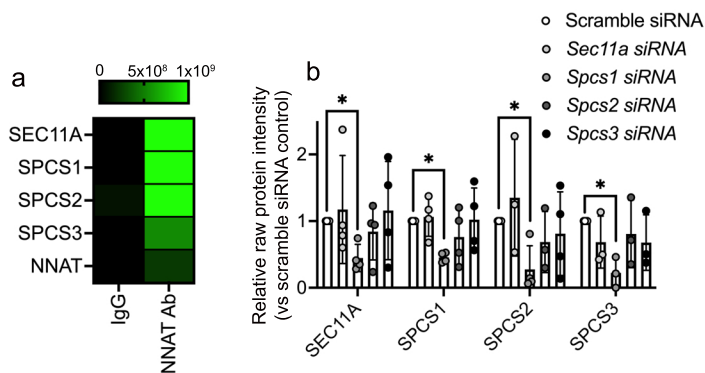 a
0 5x10⁸ 1x10⁹
SEC11A
SPCS1
SPCS2
SPCS3
NNAT
IgG
NNAT Ab
b
Scramble siRNA
Sec11a siRNA
Spcs1 siRNA
Spcs2 siRNA
Spcs3 siRNA
Relative raw protein intensity
(vs scramble siRNA control)
2
1
0
* * * *
SEC11A
SPCS1
SPCS2
SPCS3